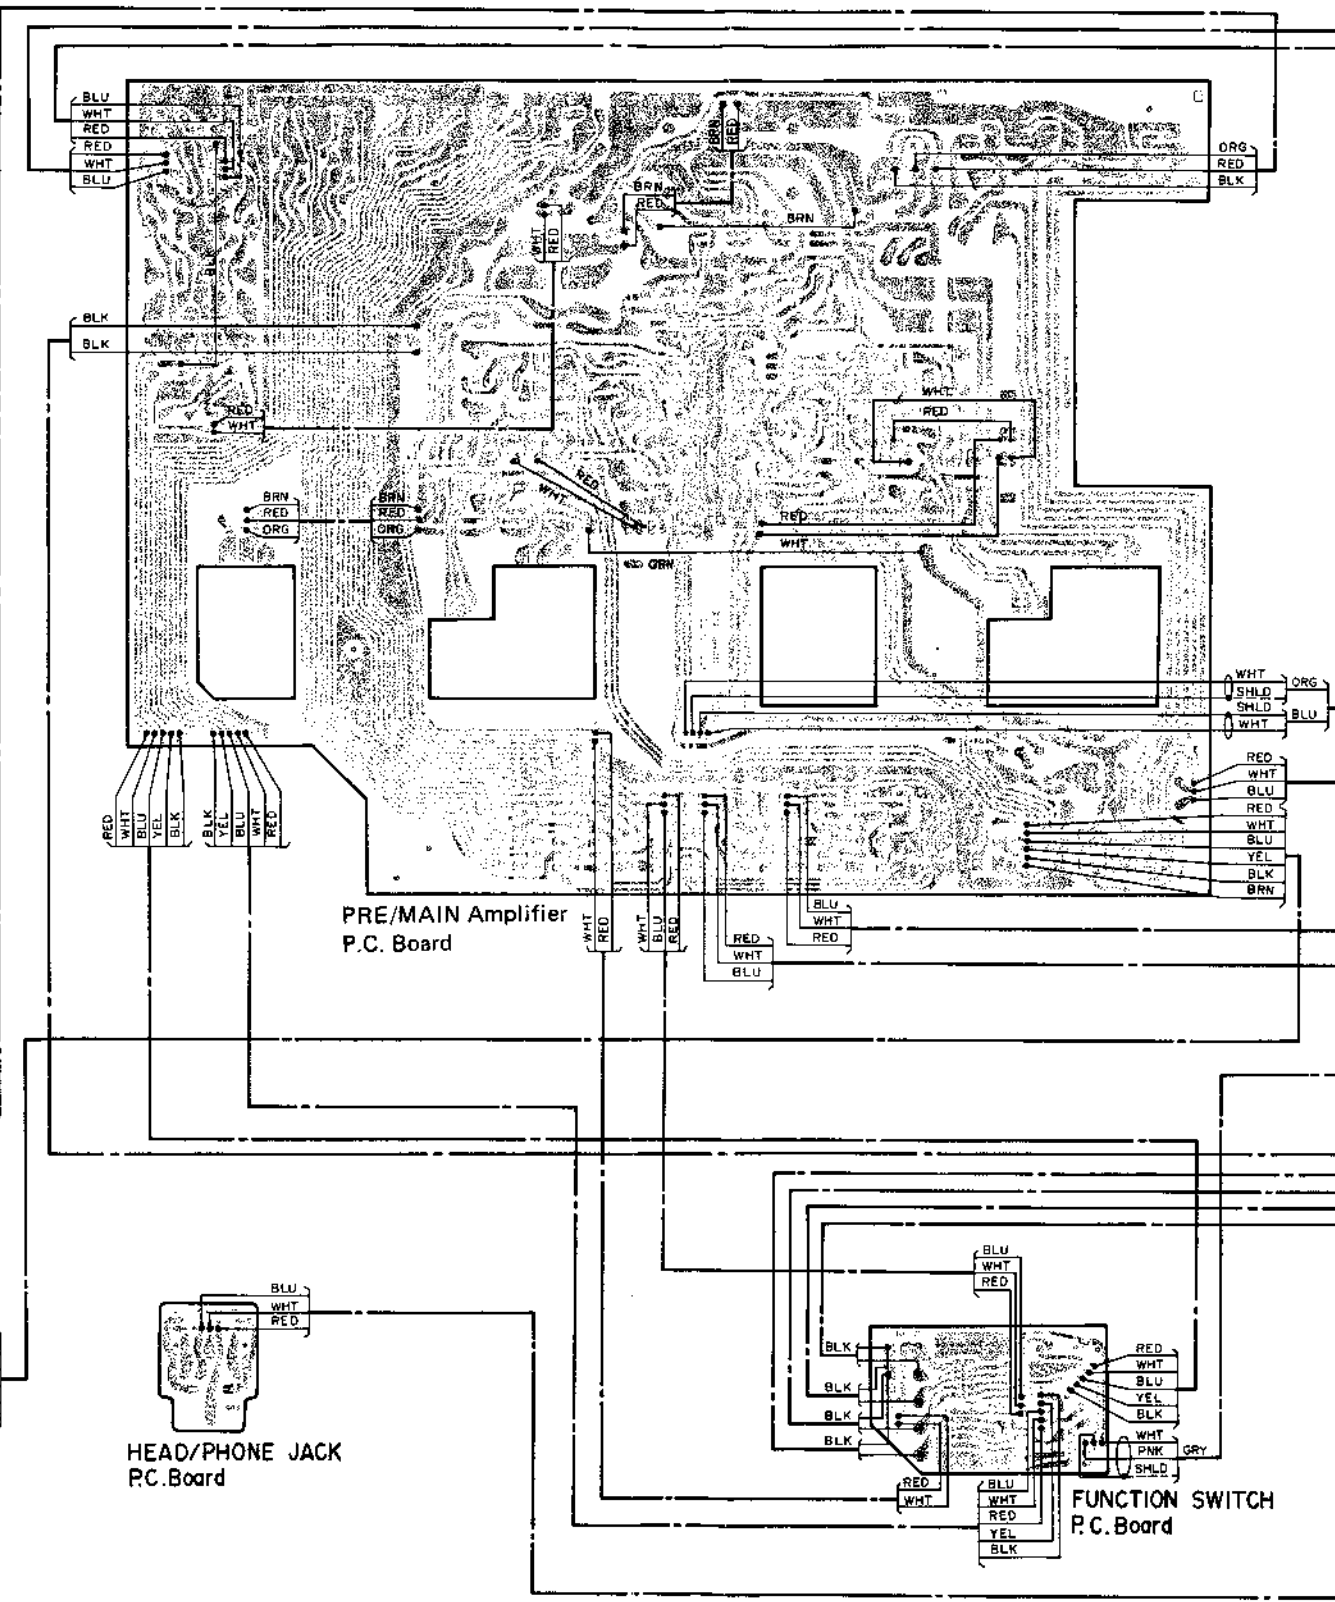 BLU
WHT
RED
RED
WHT
BLU
BRN
RED
ORG
RED
BLK
BRN
RED
BRN
WHT
RED
BLK
BLK
BLK
RED
WHT
WHT
RED
RED
WHT
BRN
RED
ORG
BRN
RED
ORG
RED
WHT
GRN
WHT
SHLD
ORG
SHLD
WHT
BLU
RED
WHT
BLU
RED
WHT
BLU
YEL
BLK
BRN
RED
WHT
BLU
YEL
BLK
BLK
YEL
BLU
WHT
RED
PRE/MAIN Amplifier
P.C. Board
WHT
RED
WHT
BLU
RED
BLU
WHT
RED
RED
WHT
BLU
BLU
WHT
RED
BLU
WHT
RED
HEAD/PHONE JACK
P.C. Board
BLK
BLK
BLK
BLK
RED
WHT
BLU
YEL
BLK
WHT
PNK
GRY
SHLD
RED
WHT
BLU
WHT
RED
YEL
BLK
FUNCTION SWITCH
P.C. Board